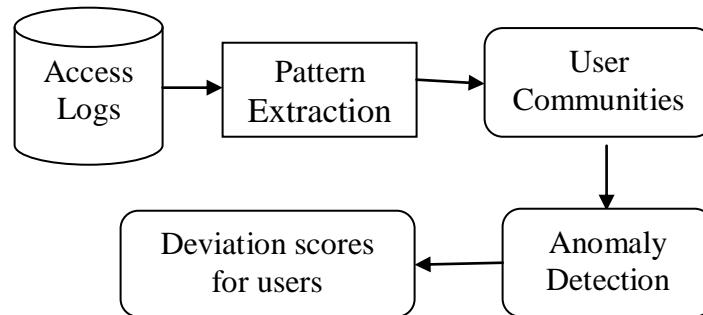 Access
Logs
Pattern
Extraction
User
Communities
Anomaly
Detection
Deviation scores
for users